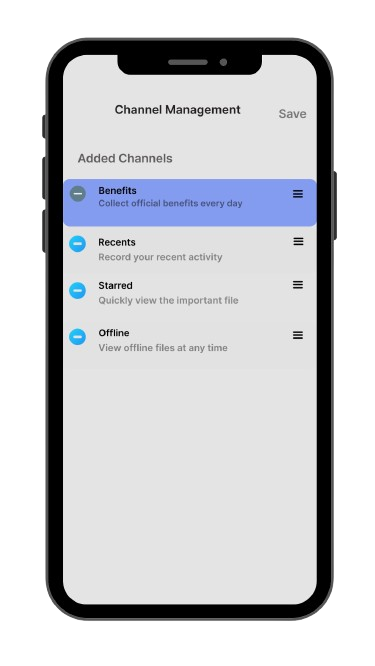 Channel Management
Save
Added Channels
Benefits
Collect official benefits every day
Recents
Record your recent activity
Starred
Quickly view the important file
Offline
View offline files at any time